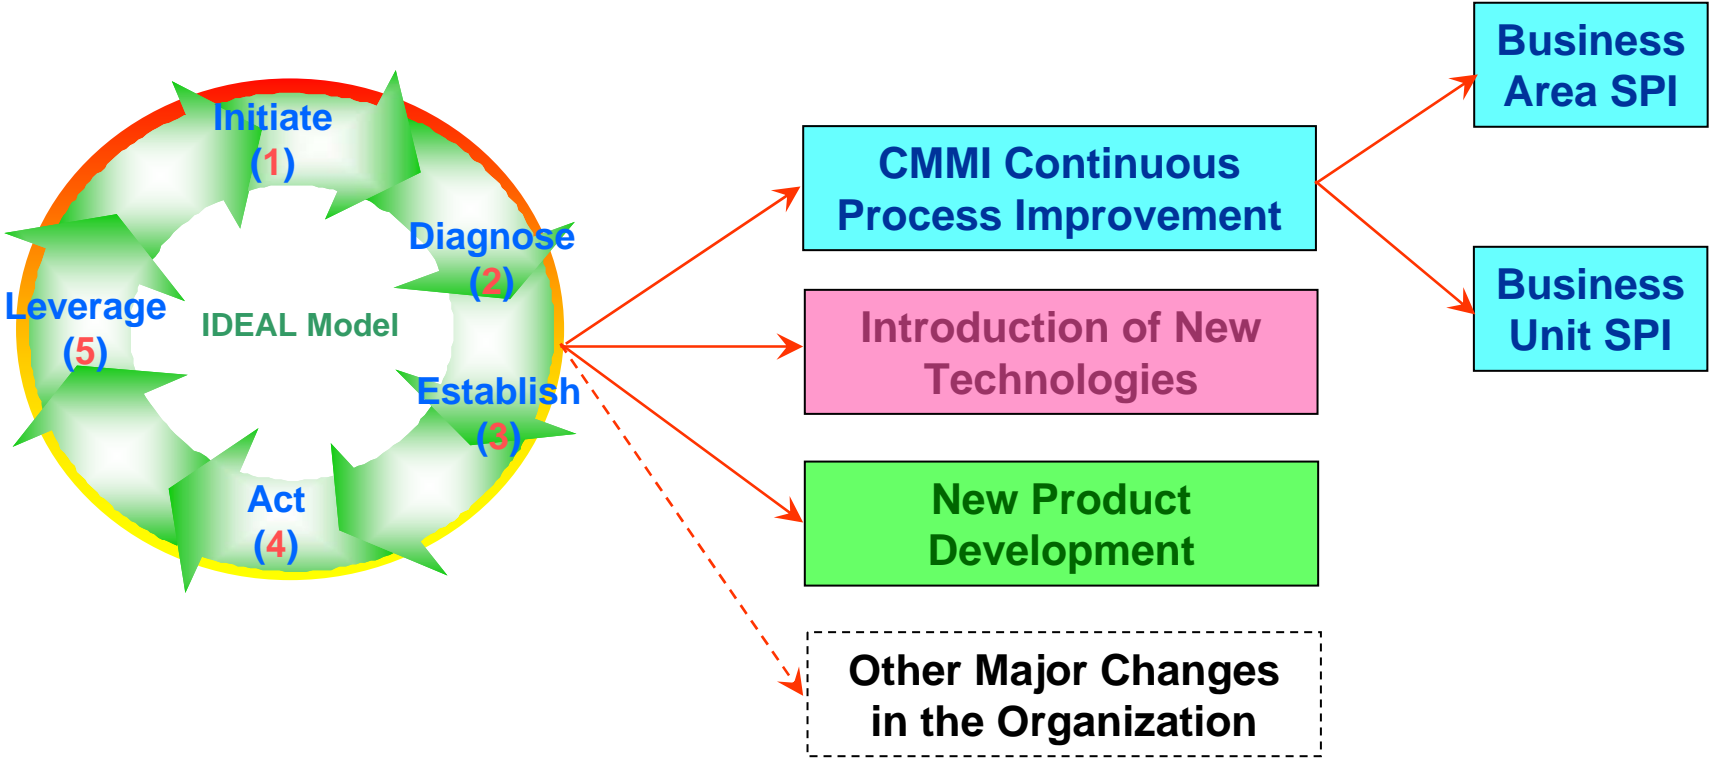 Initiate
(1)
Diagnose
(2)
Establish
(3)
Act
(4)
Leverage
(5)
IDEAL Model
CMMI Continuous
Process Improvement
Introduction of New
Technologies
New Product
Development
Other Major Changes
in the Organization
Business
Area SPI
Business
Unit SPI